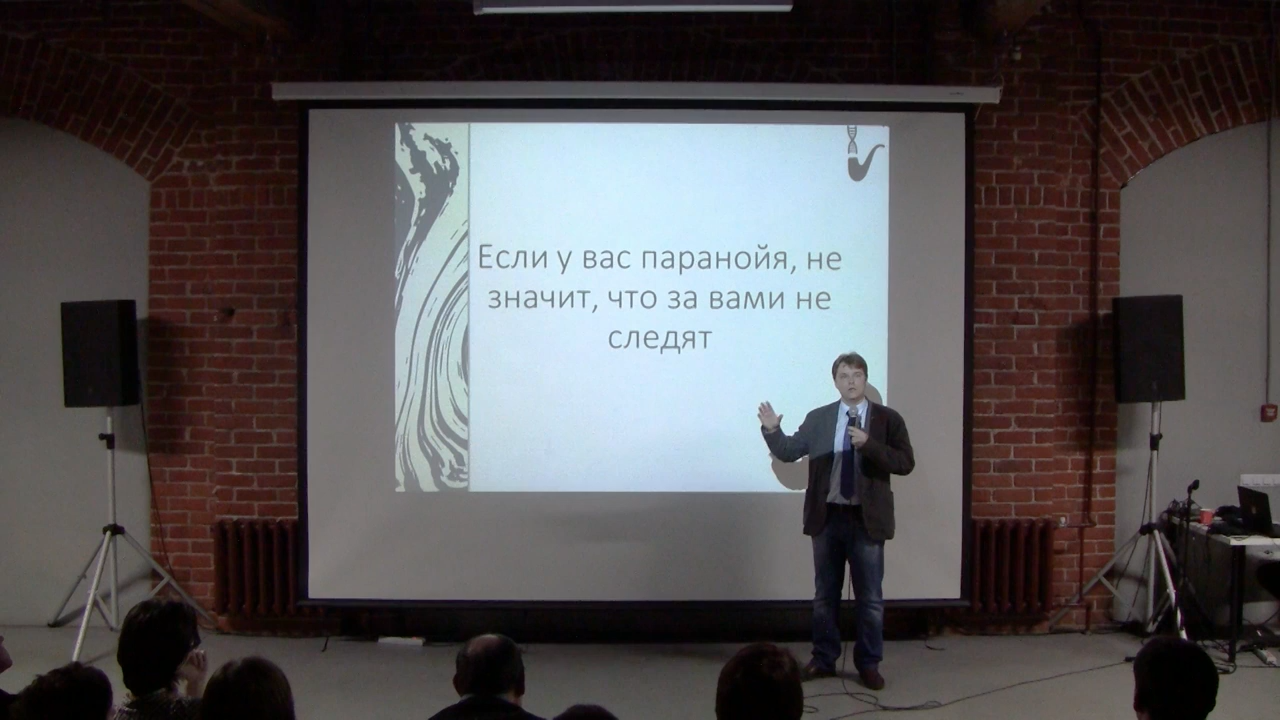 Если у вас паранойя, не
значит, что за вами не
следят